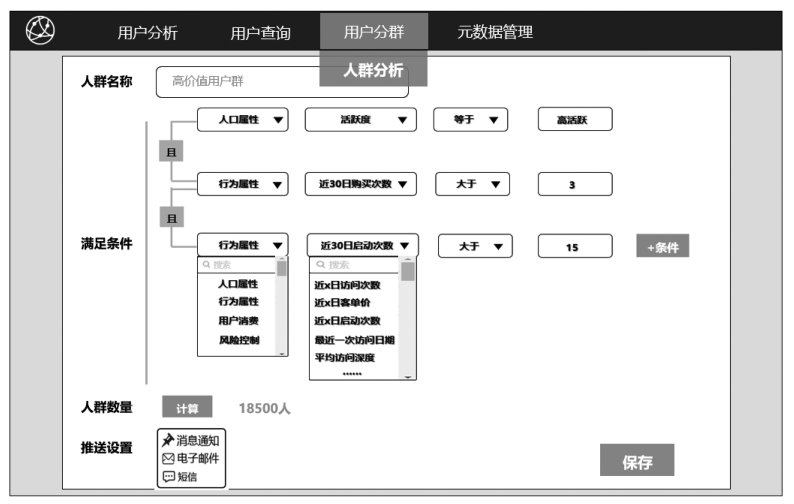 用户分析 用户查询 用户分群 元数据管理
人群分析
人群名称 高价值用户群
人口属性 活跃度 等于 高活跃
且
行为属性 近30日购买次数 大于 3
且
满足条件 行为属性 近30日启动次数 大于 15 +条件
搜索 搜索
人口属性 近x日访问次数
行为属性 近x日客单价
用户消费 近x日启动次数
风险控制 最近一次访问日期
平均访问深度
······
人群数量 计算 18500人
推送设置 消息通知
电子邮件
短信
保存